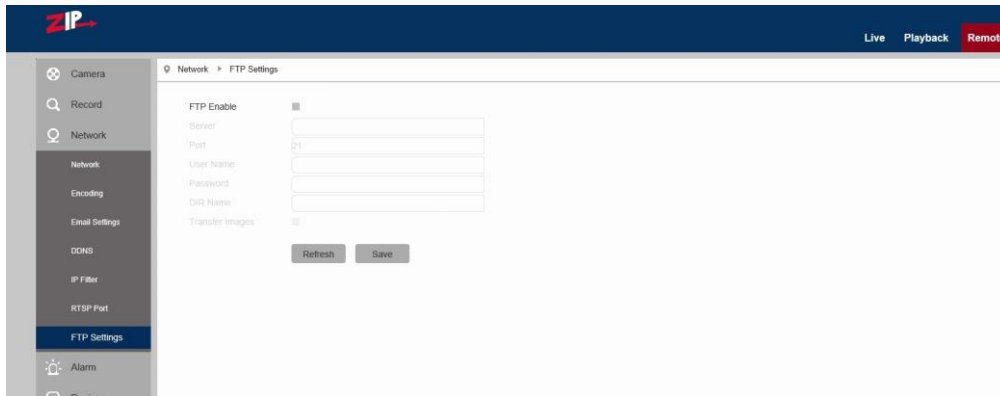 ZIP
Live Playback Remot
Camera
Record
Network
Network
Encoding
Email Settings
DDNS
IP Filter
RTSP Port
FTP Settings
Alarm
Network FTP Settings
FTP Enable
Server
Port 21
User Name
Password
DIR Name
Transfer Images
Refresh Save